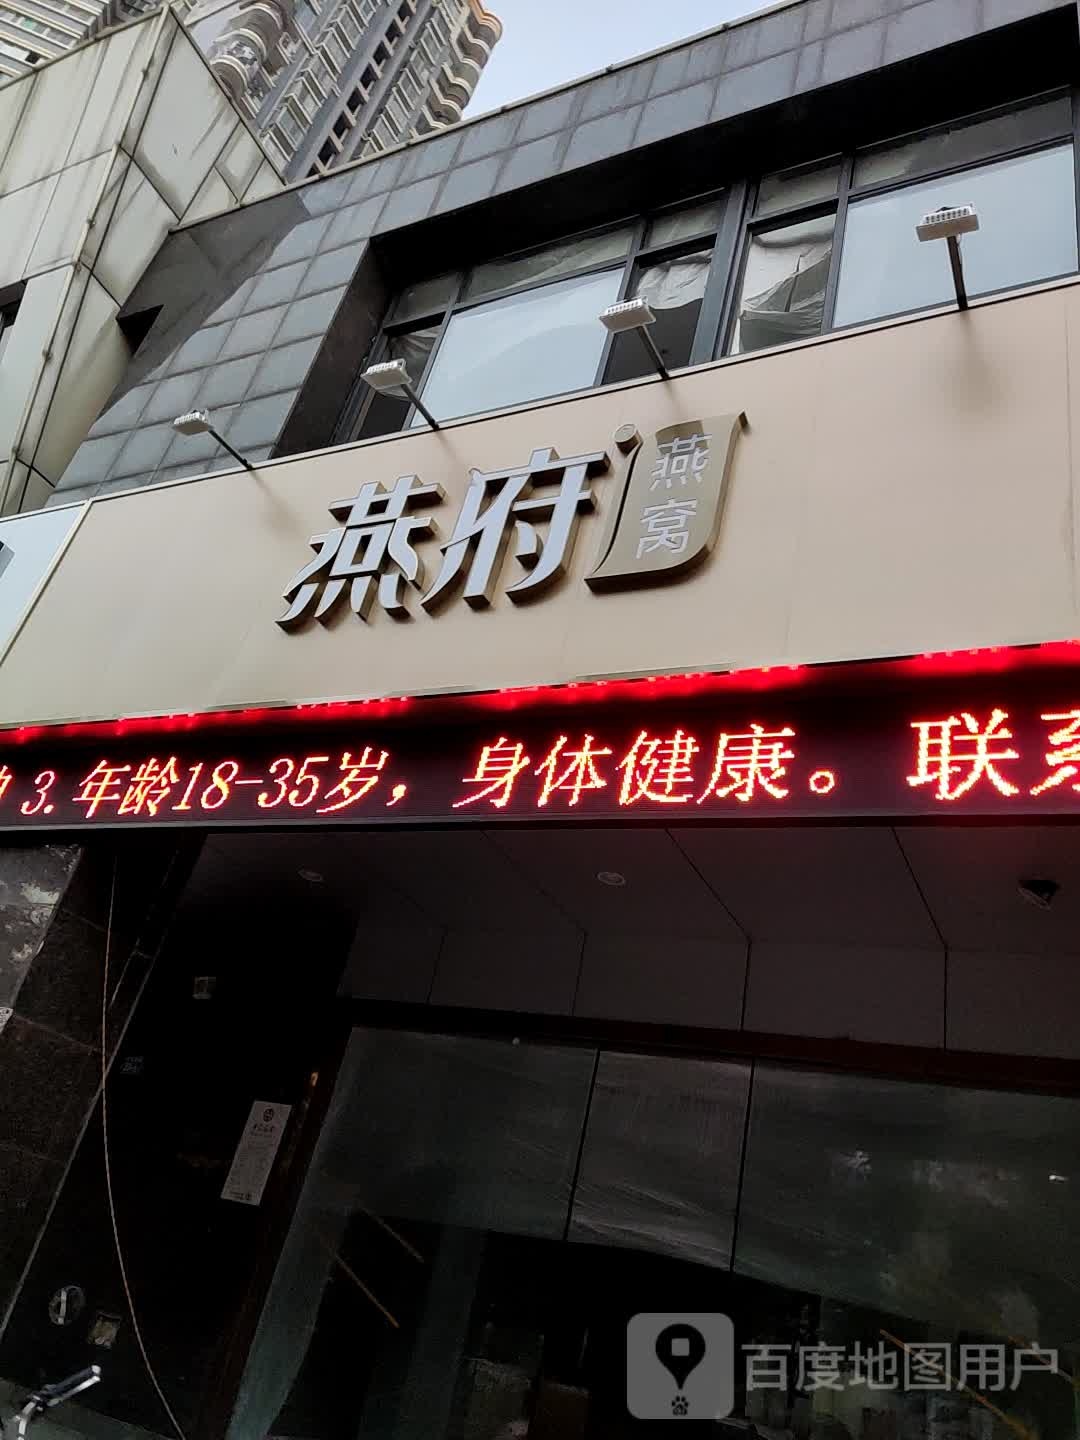 燕府
燕窝
3.年龄18-35岁，身体健康。联系
百度地图用户